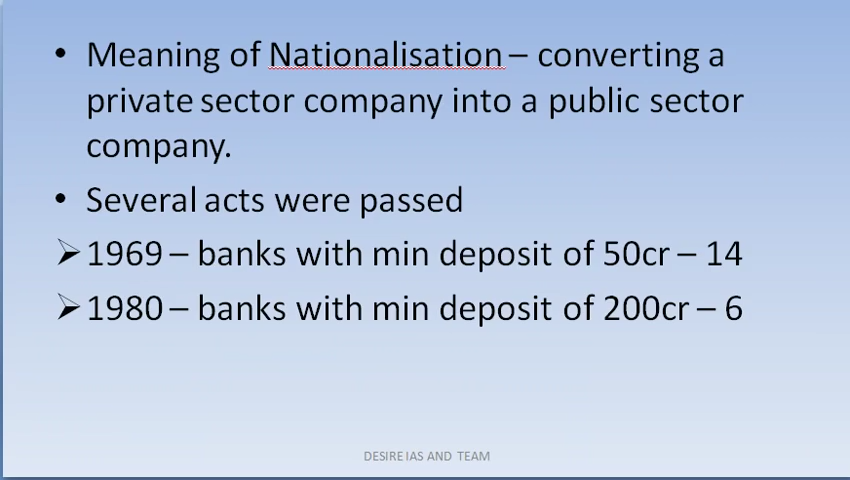 • Meaning of Nationalisation – converting a
private sector company into a public sector
company.
• Several acts were passed
➢ 1969 – banks with min deposit of 50cr – 14
➢ 1980 – banks with min deposit of 200cr – 6
DESIRE IAS AND TEAM